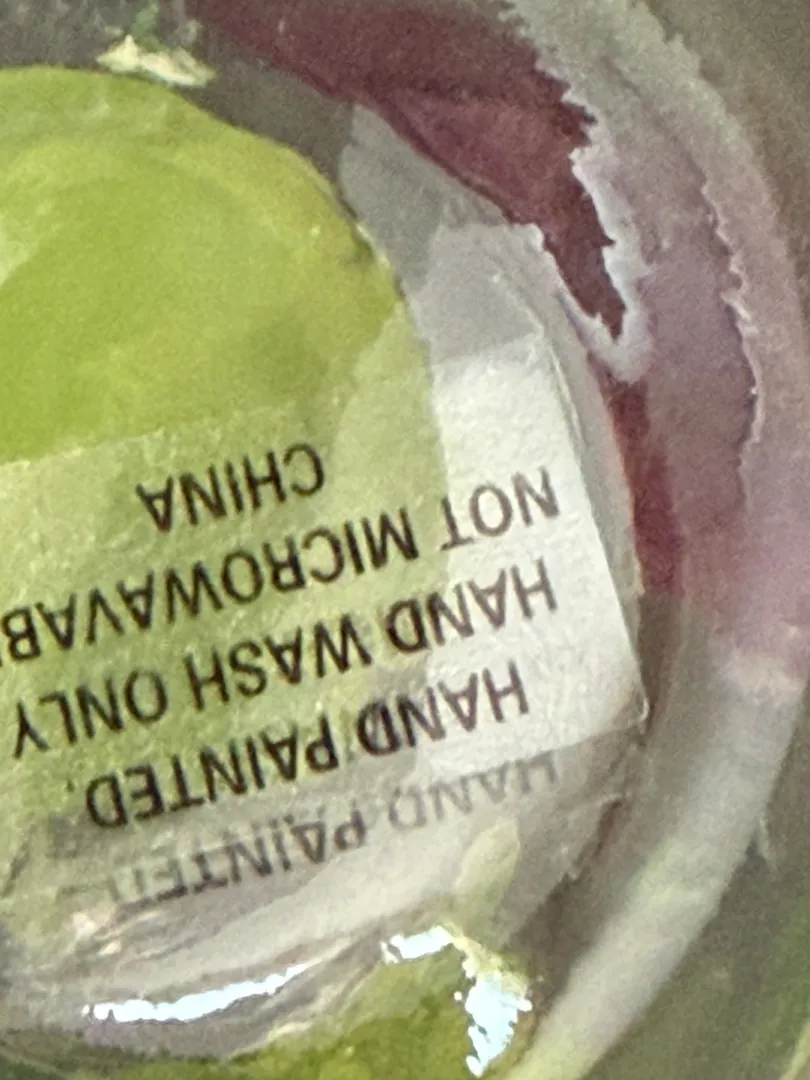 HAND PAINTED.
HAND WASH ONLY
NOT MICROWAVAB
CHINA